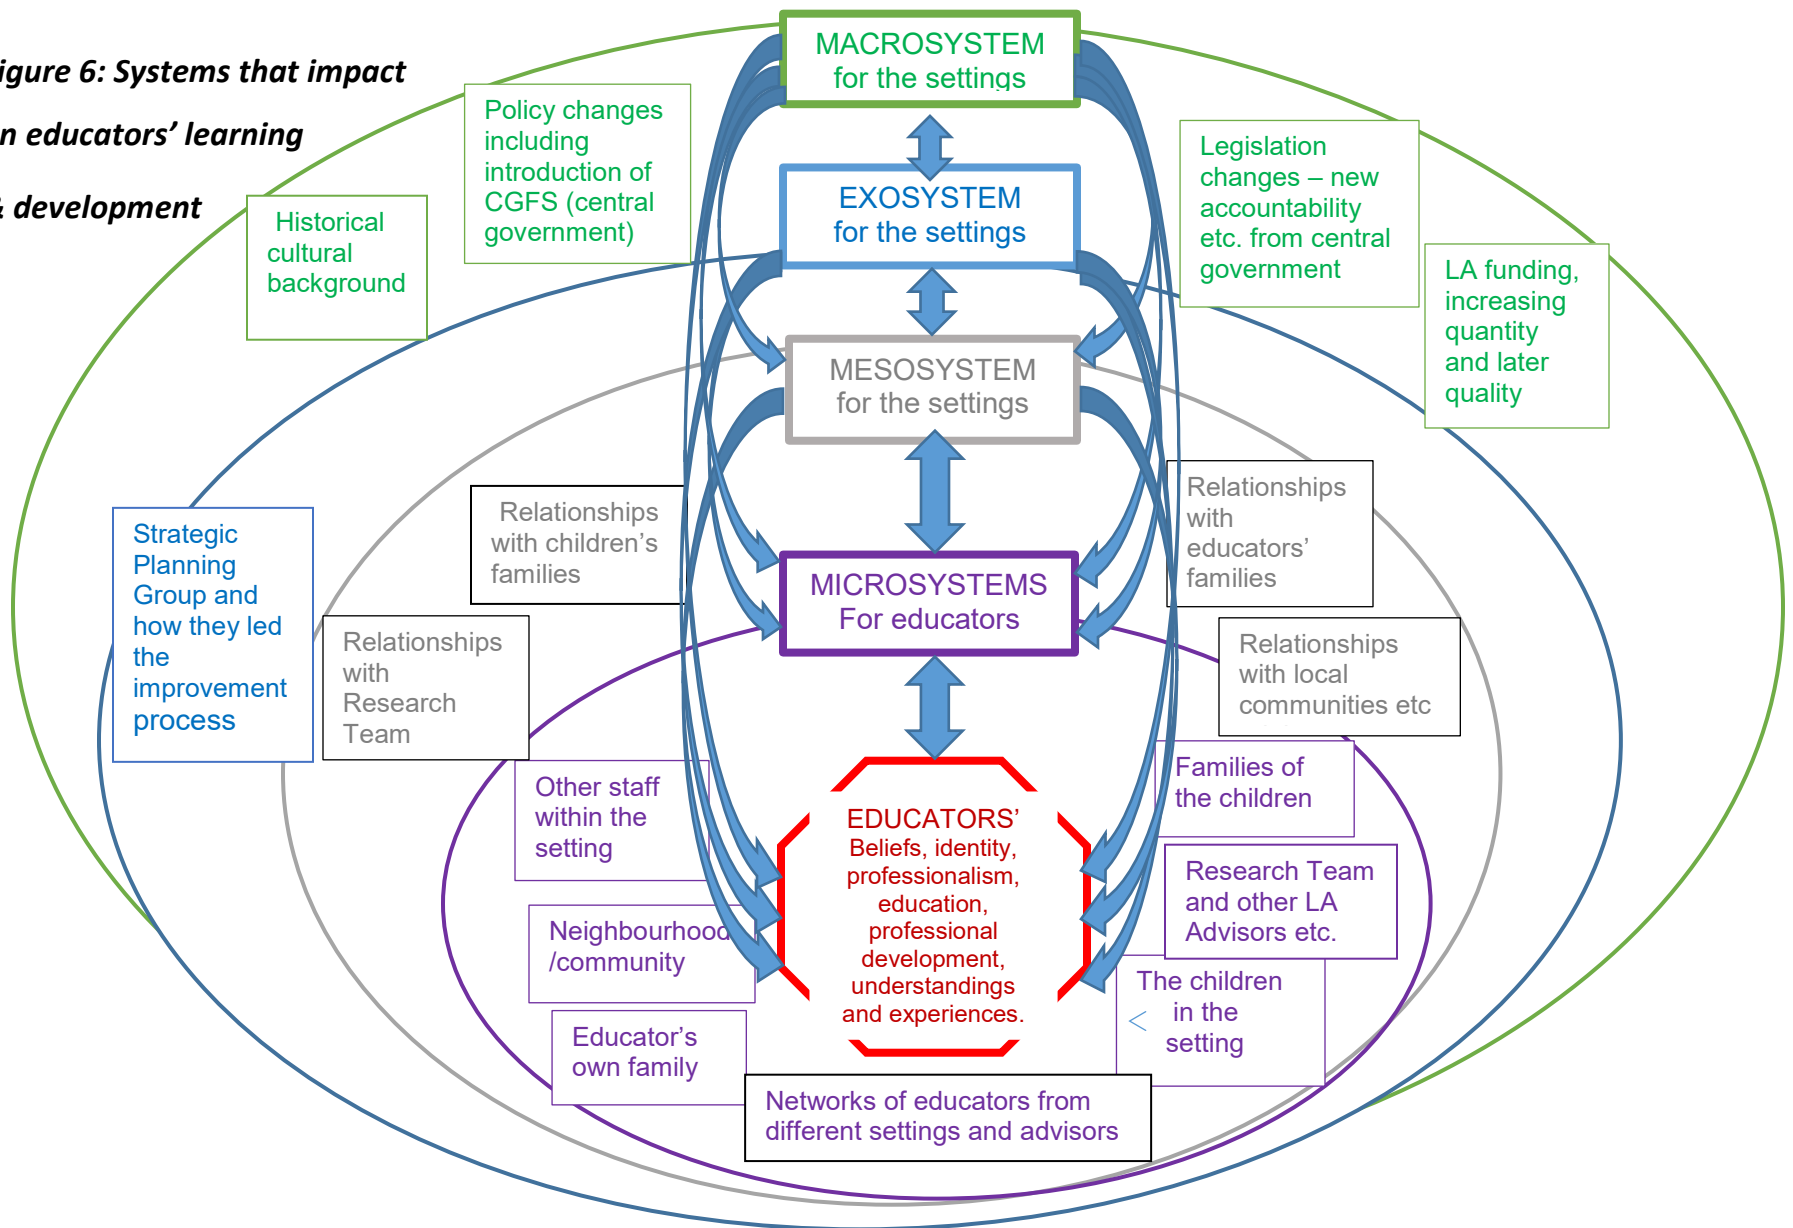 igure 6: Systems that impact
n educators’ learning
& development
MACROSYSTEM
for the settings
Policy changes
including
introduction of
CGFS (central
government)
Legislation
changes – new
accountability
etc. from central
government
Historical
cultural
background
EXOSYSTEM
for the settings
LA funding,
increasing
quantity
and later
quality
MESOSYSTEM
for the settings
Strategic
Planning
Group and
how they led
the
improvement
process
Relationships
with children’s
families
Relationships
with
educators’
families
Relationships
with
Research
Team
MICROSYSTEMS
For educators
Relationships
with local
communities etc
Other staff
within the
setting
Families of
the children
EDUCATORS’
Beliefs, identity,
professionalism,
education,
professional
development,
understandings
and experiences.
Research Team
and other LA
Advisors etc.
Neighbourhood
/community
The children
< in the
setting
Educator’s
own family
Networks of educators from
different settings and advisors